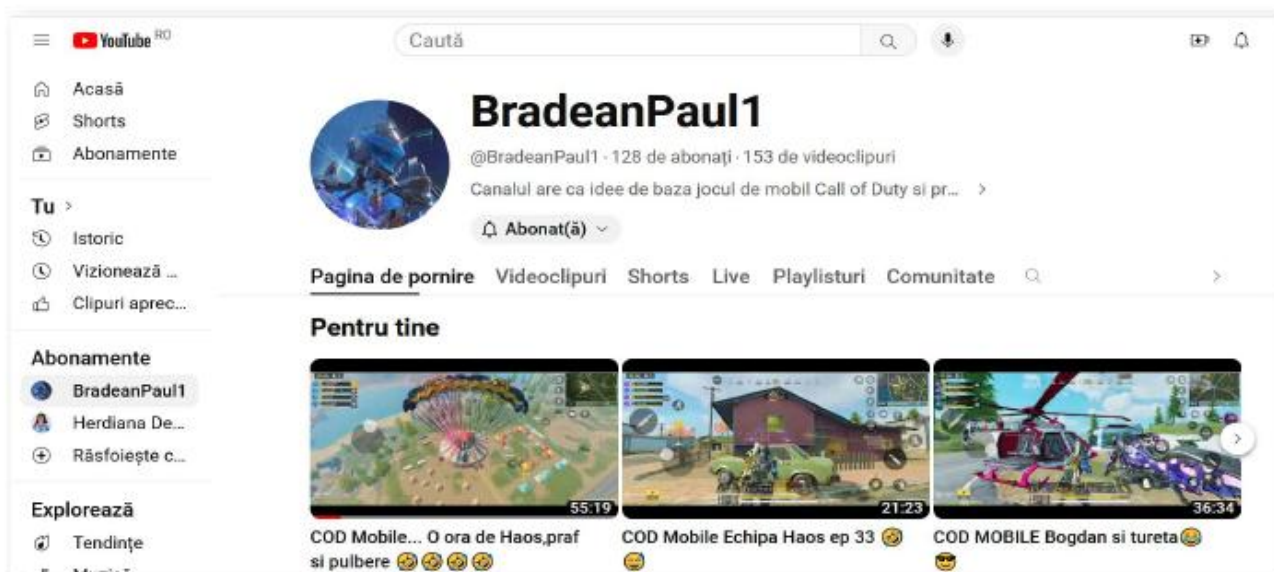 YouTube RO
Caută
Acasă
Shorts
Abonamente
Tu >
Istoric
Vizionează ...
Clipuri aprec...
Abonamente
BradeanPaul1
Herdiana De...
Răsfoiește c...
Explorează
Tendințe
Muzică
BradeanPaul1
@BradeanPaul1 · 128 de abonați · 153 de videoclipuri
Canalul are ca idee de baza jocul de mobil Call of Duty si pr... >
Abonat(ă)
Pagina de pornire Videoclipuri Shorts Live Playlisturi Comunitate
Pentru tine
55:19
COD Mobile... O ora de Haos,praf
si pulbere 🤣🤣🤣🤣
21:23
COD Mobile Echipa Haos ep 33 🤣
😅
36:34
COD MOBILE Bogdan si tureta😂
😎